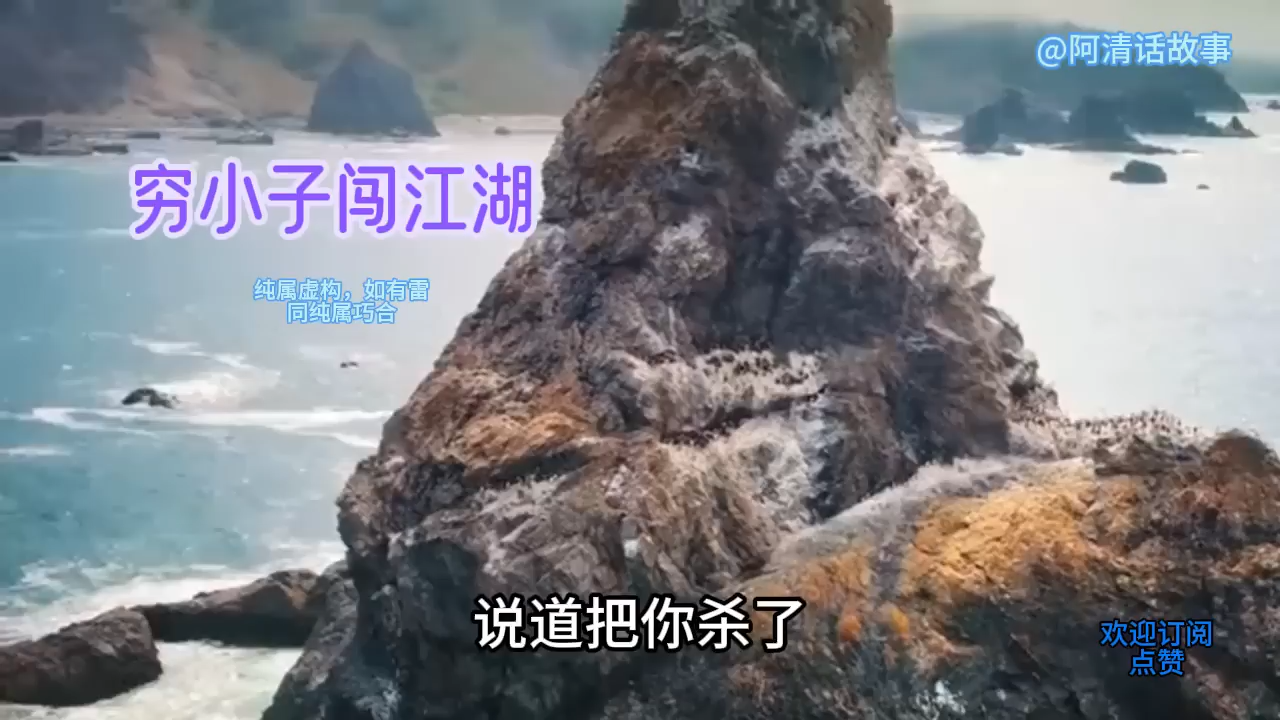 @阿清话故事
穷小子闯江湖
纯属虚构，如有雷
同纯属巧合
说道把你杀了
欢迎订阅
点赞